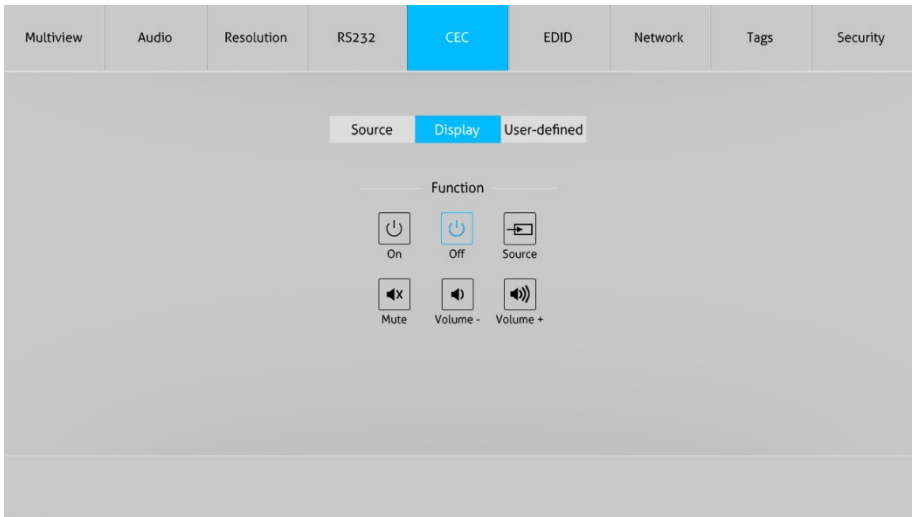 Multiview Audio Resolution RS232 CEC EDID Network Tags Security
Source Display User-defined
Function
On Off Source
Mute Volume - Volume +